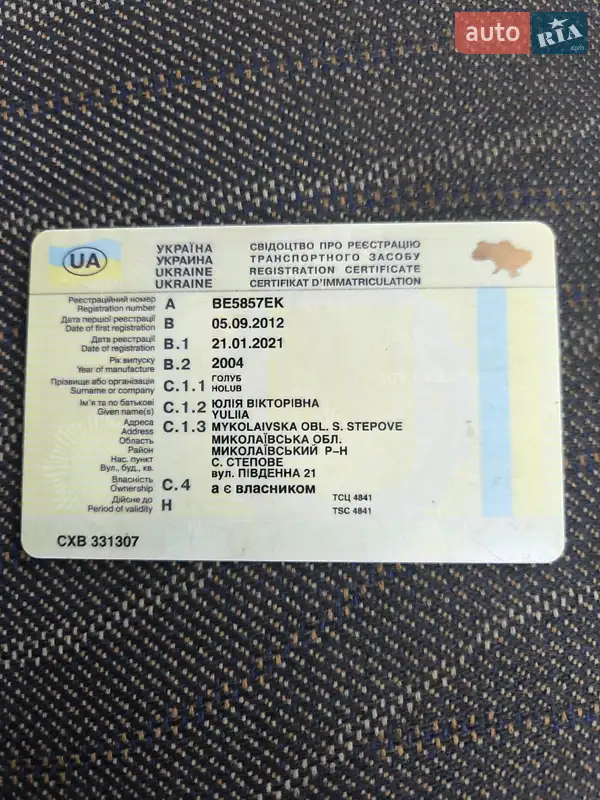 auto RIA .com
UA
УКРАЇНА
УКРАИНА
UKRAINE
UKRAINE
СВІДОЦТВО ПРО РЕЄСТРАЦІЮ
ТРАНСПОРТНОГО ЗАСОБУ
REGISTRATION CERTIFICATE
CERTIFIKAT D'IMMATRICULATION
Реєстраційний номер
Registration number A BE5857EK
Дата першої реєстрації
Date of first registration B 05.09.2012
Дата реєстрації
Date of registration B.1 21.01.2021
Рік випуску
Year of manufacture B.2 2004
Прізвище або організація
Surname or company C.1.1 ГОЛУБ
HOLUB
Ім'я та по батькові
Given name(s) C.1.2 ЮЛІЯ ВІКТОРІВНА
YULIIA
Адреса
Address C.1.3 MYKOLAIVSKA OBL. S. STEPOVE
Область МИКОЛАЇВСЬКА ОБЛ.
Район МИКОЛАЇВСЬКИЙ Р-Н
Нас. пункт С. СТЕПОВЕ
Вул., буд., кв. вул. ПІВДЕННА 21
Власність
Ownership C.4 а є власником
Дійсне до
Period of validity H
ТСЦ 4841
TSC 4841
СХВ 331307